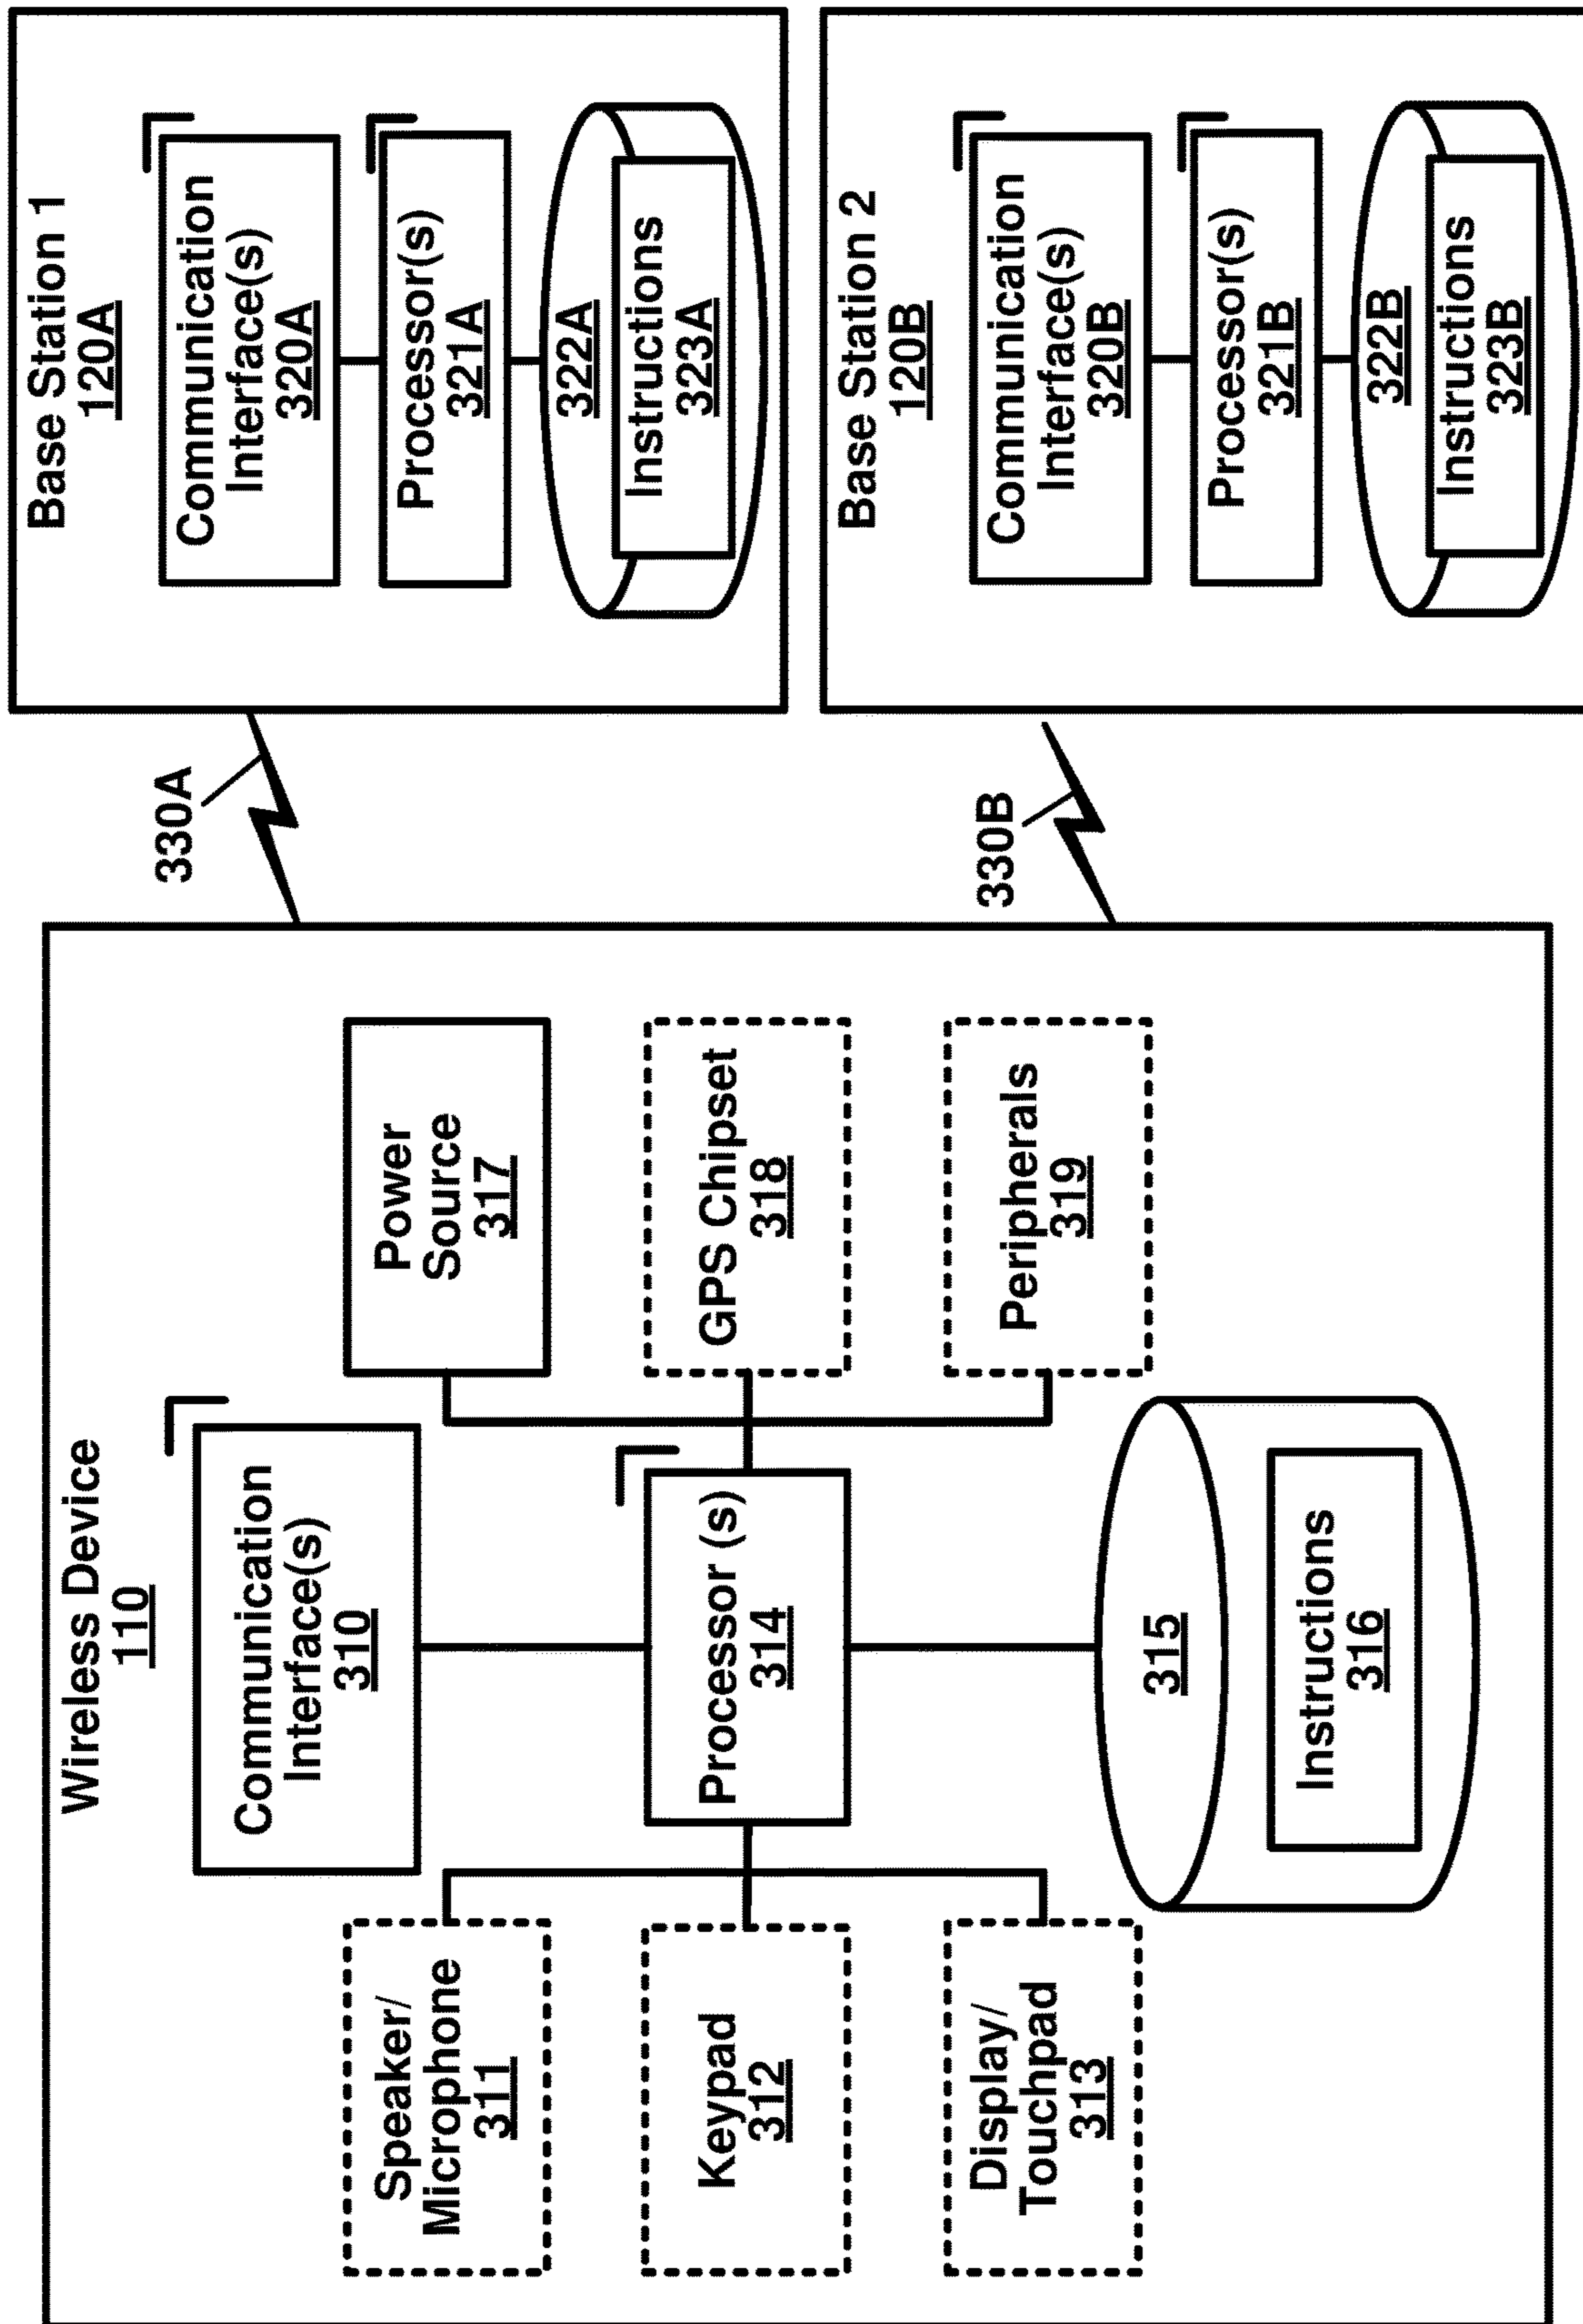 Wireless Device
110
Communication
Interface(s)
310
Speaker/
Microphone
311
Power
Source
317
Keypad
312
Processor (s)
314
GPS Chipset
318
Display/
Touchpad
313
Peripherals
319
315
Instructions
316
330A
330B
Base Station 1
120A
Communication
Interface(s)
320A
Processor(s)
321A
322A
Instructions
323A
Base Station 2
120B
Communication
Interface(s)
320B
Processor(s)
321B
322B
Instructions
323B